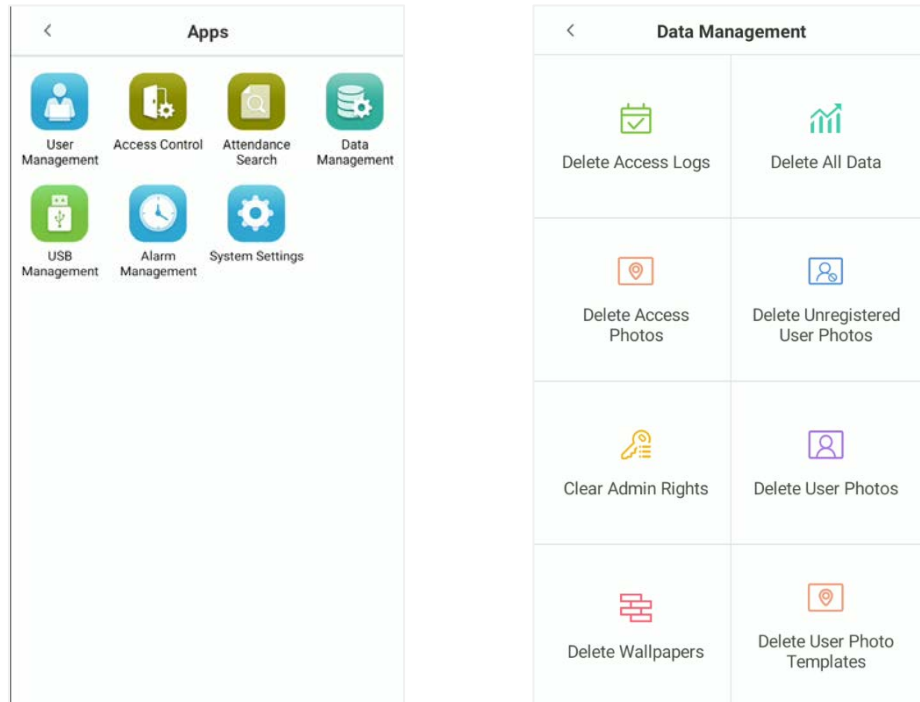 Apps
User
Management
Access Control
Attendance
Search
Data
Management
USB
Management
Alarm
Management
System Settings
Data Management
Delete Access Logs
Delete All Data
Delete Access
Photos
Delete Unregistered
User Photos
Clear Admin Rights
Delete User Photos
Delete Wallpapers
Delete User Photo
Templates